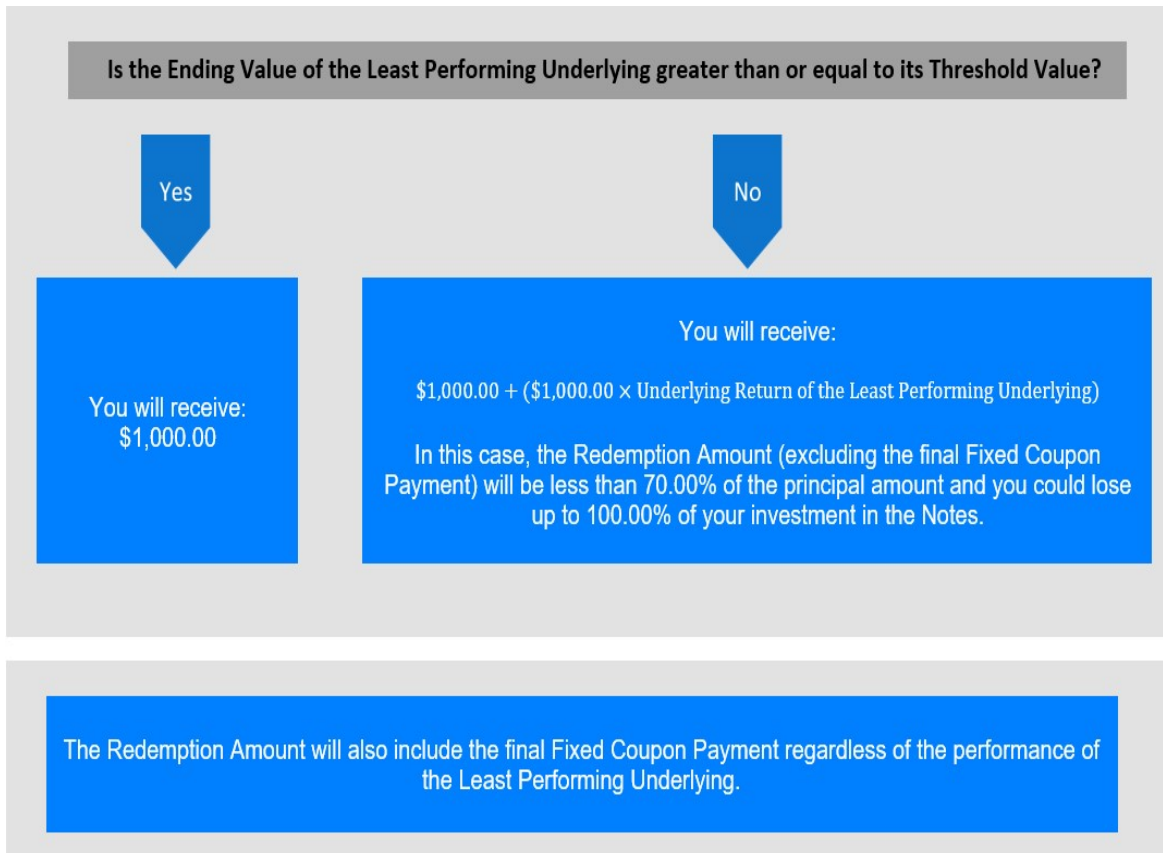 Is the Ending Value of the Least Performing Underlying greater than or equal to its Threshold Value?
Yes
No
You will receive:
$1,000.00
You will receive:
$1,000.00 + ($1,000.00 × Underlying Return of the Least Performing Underlying)
In this case, the Redemption Amount (excluding the final Fixed Coupon
Payment) will be less than 70.00% of the principal amount and you could lose
up to 100.00% of your investment in the Notes.
The Redemption Amount will also include the final Fixed Coupon Payment regardless of the performance of
the Least Performing Underlying.